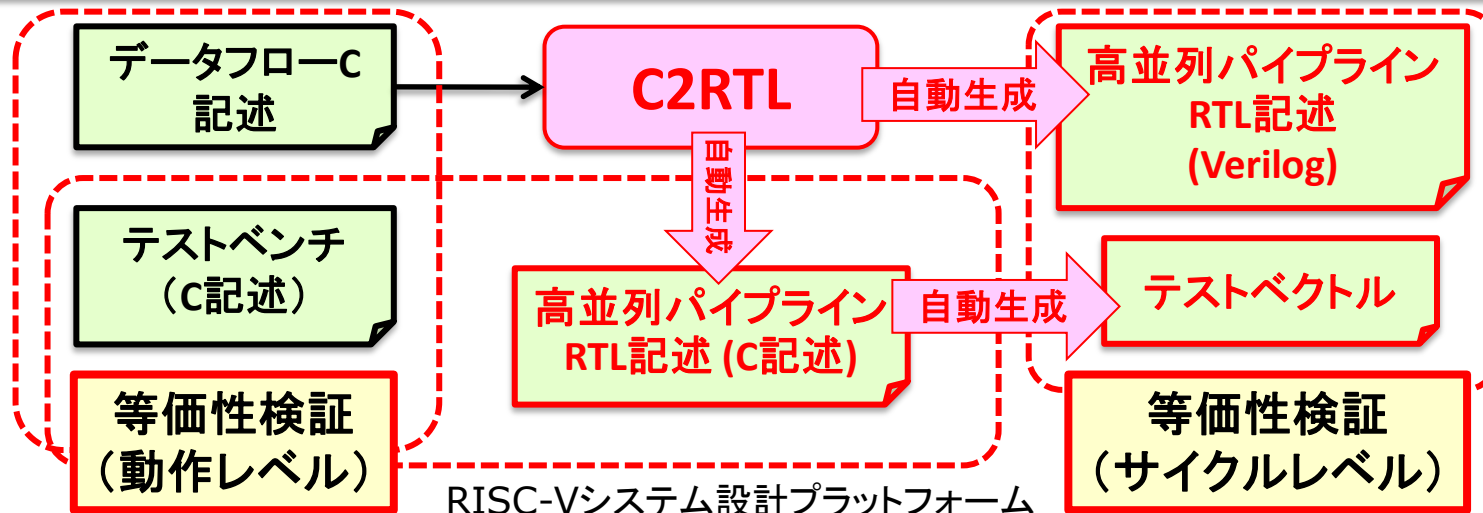 データフローC
記述
C2RTL
自動生成
高並列パイプライン
RTL記述
(Verilog)
自動生成
テストベンチ
（C記述）
高並列パイプライン
RTL記述 (C記述)
自動生成
テストベクトル
等価性検証
（動作レベル）
等価性検証
（サイクルレベル）
RISC-Vシステム設計プラットフォーム